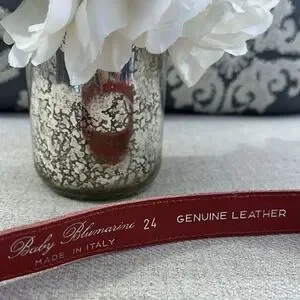 Baby Blumarine 24 GENUINE LEATHER
MADE IN ITALY